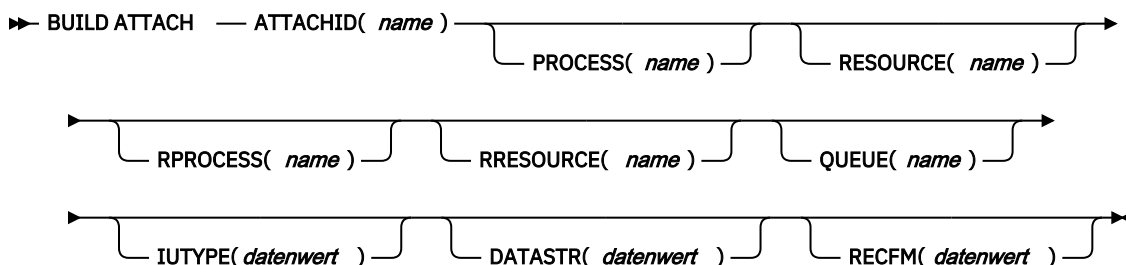 BUILD ATTACH ATTACHID( name ) PROCESS( name ) RESOURCE( name )
RPROCESS( name ) RRESOURCE( name ) QUEUE( name )
IUTYPE( datenwert ) DATASTR( datenwert ) RECFM( datenwert )